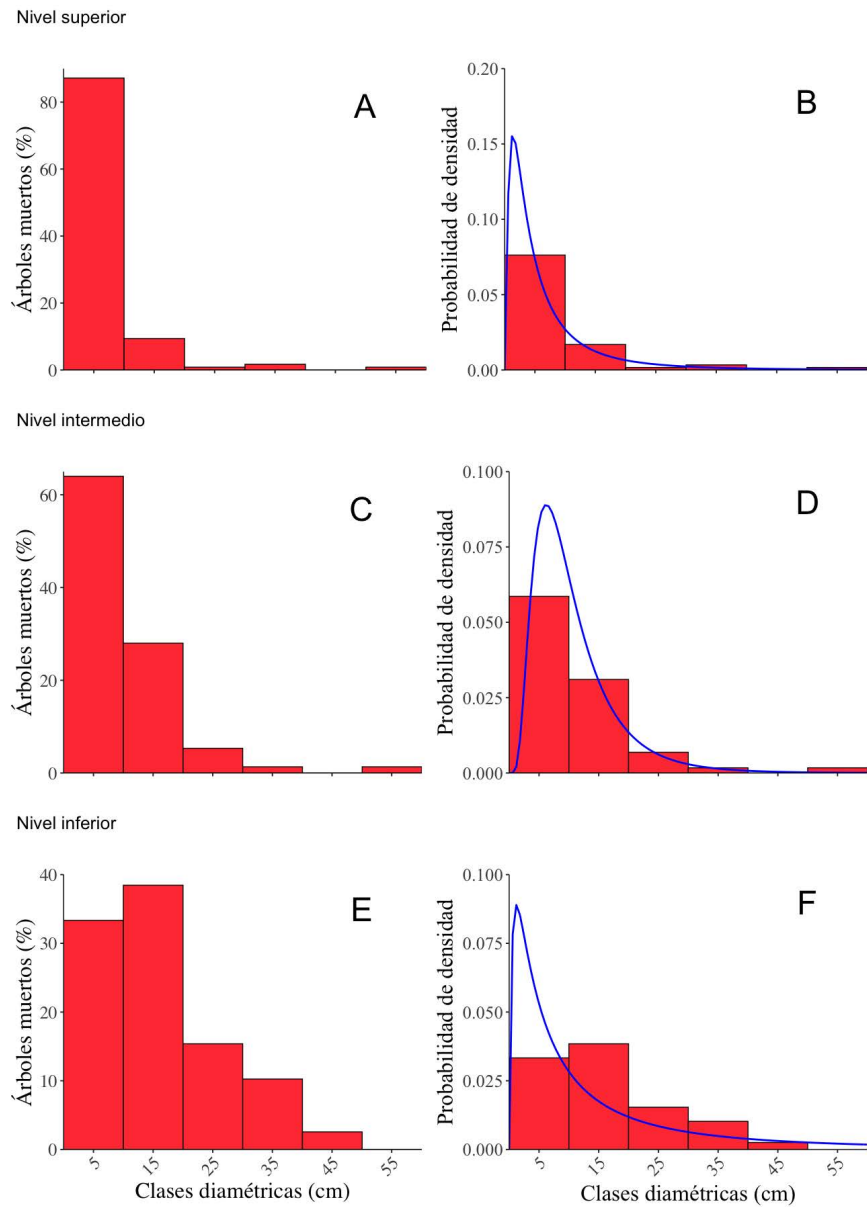 Nivel superior
A
Árboles muertos (%)
80
60
40
20
0
B
Probabilidad de densidad
0.20
0.15
0.10
0.05
0.00
Nivel intermedio
C
Árboles muertos (%)
60
40
20
0
D
Probabilidad de densidad
0.100
0.075
0.050
0.025
0.000
Nivel inferior
E
Árboles muertos (%)
40
30
20
10
0
5 15 25 35 45 55
Clases diamétricas (cm)
F
Probabilidad de densidad
0.100
0.075
0.050
0.025
0.000
5 15 25 35 45 55
Clases diamétricas (cm)